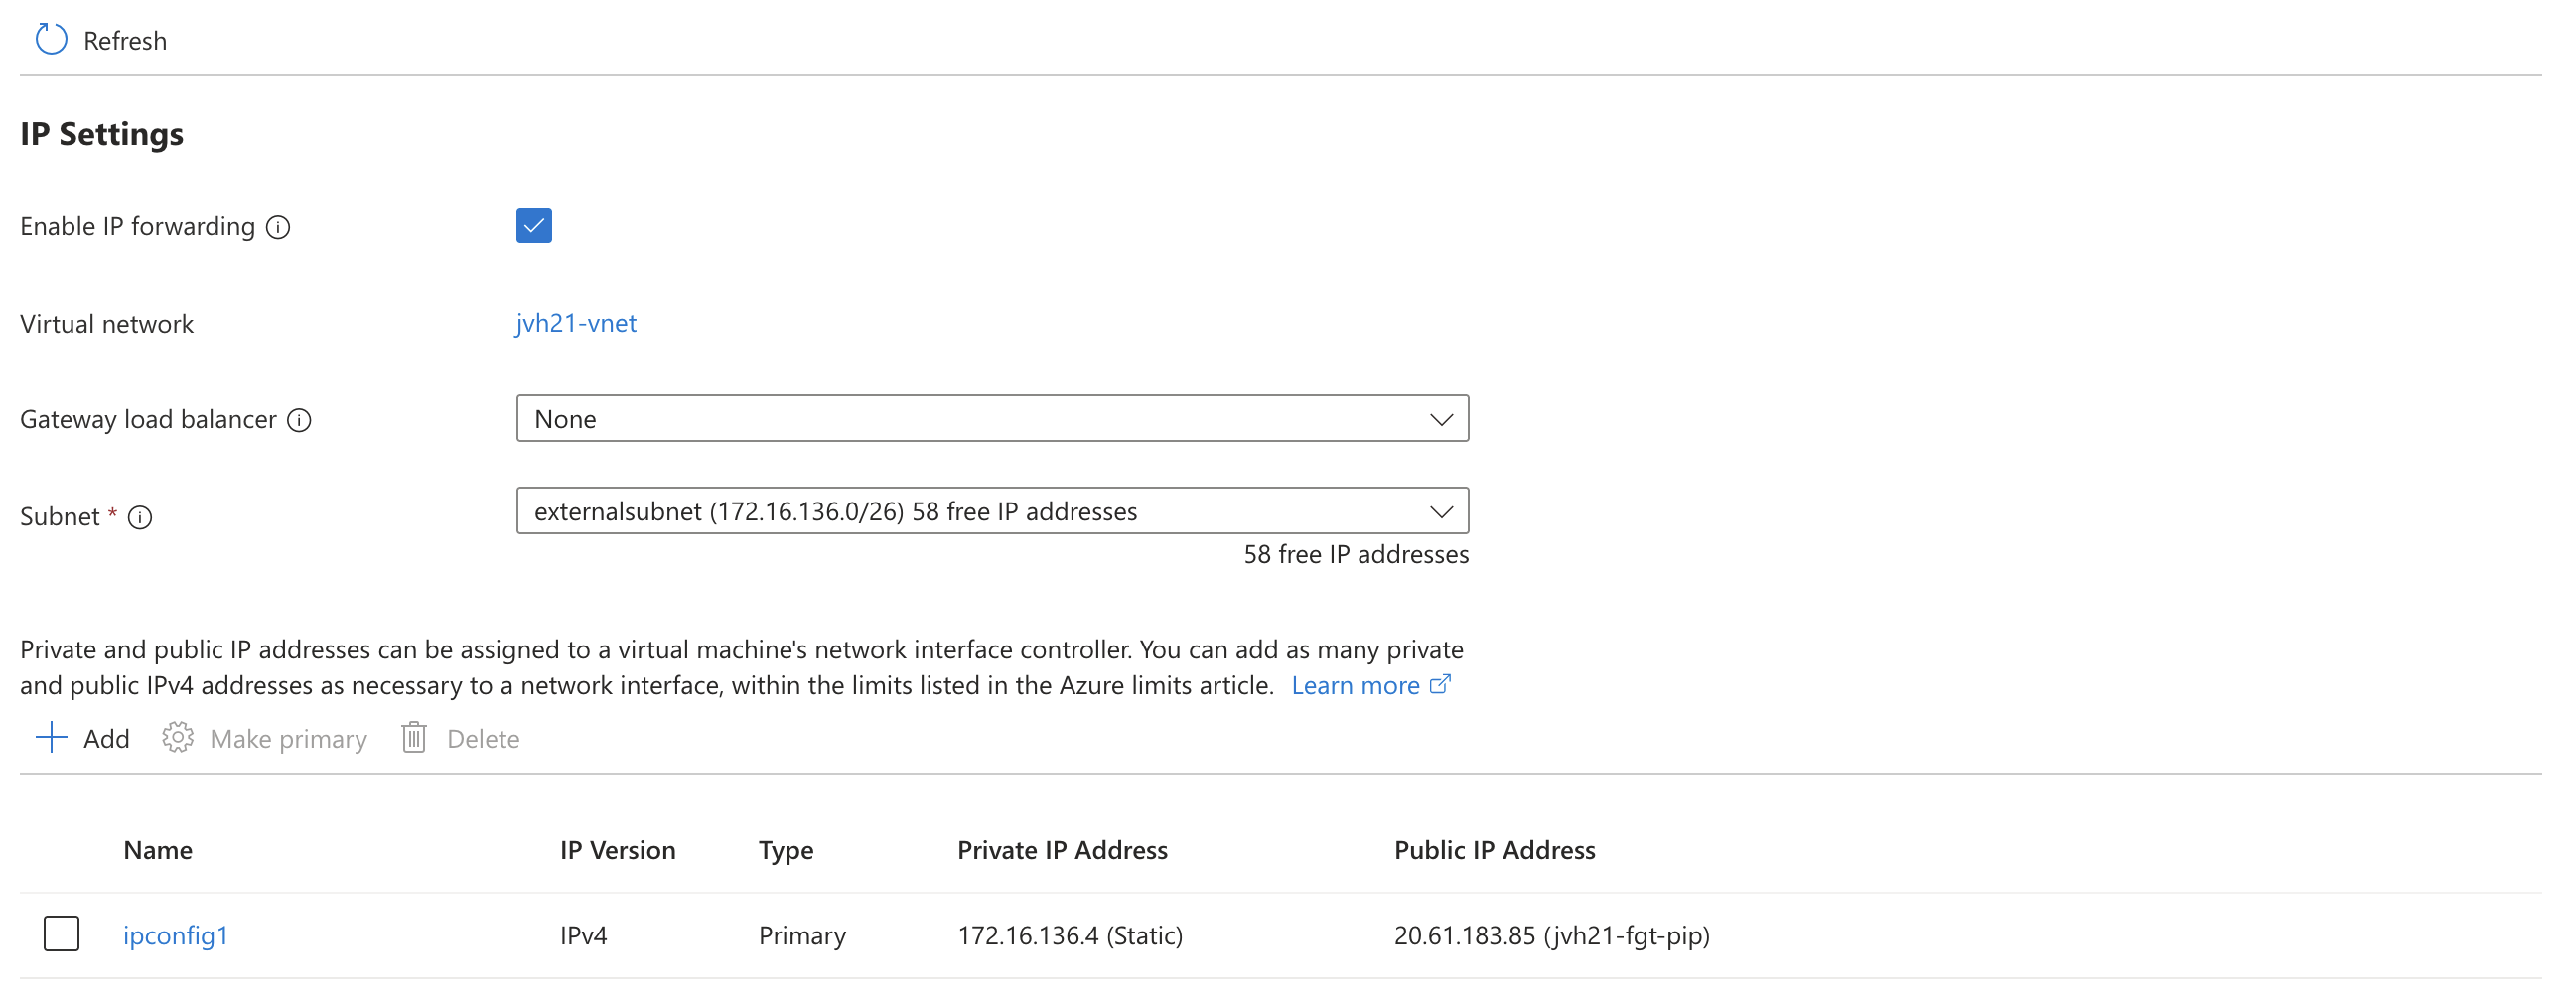 Refresh
IP Settings
Enable IP forwarding
Virtual network
jvh21-vnet
Gateway load balancer
None
Subnet *
externalsubnet (172.16.136.0/26) 58 free IP addresses
58 free IP addresses
Private and public IP addresses can be assigned to a virtual machine's network interface controller. You can add as many private
and public IPv4 addresses as necessary to a network interface, within the limits listed in the Azure limits article. Learn more
Add Make primary Delete
Name IP Version Type Private IP Address Public IP Address
ipconfig1 IPv4 Primary 172.16.136.4 (Static) 20.61.183.85 (jvh21-fgt-pip)